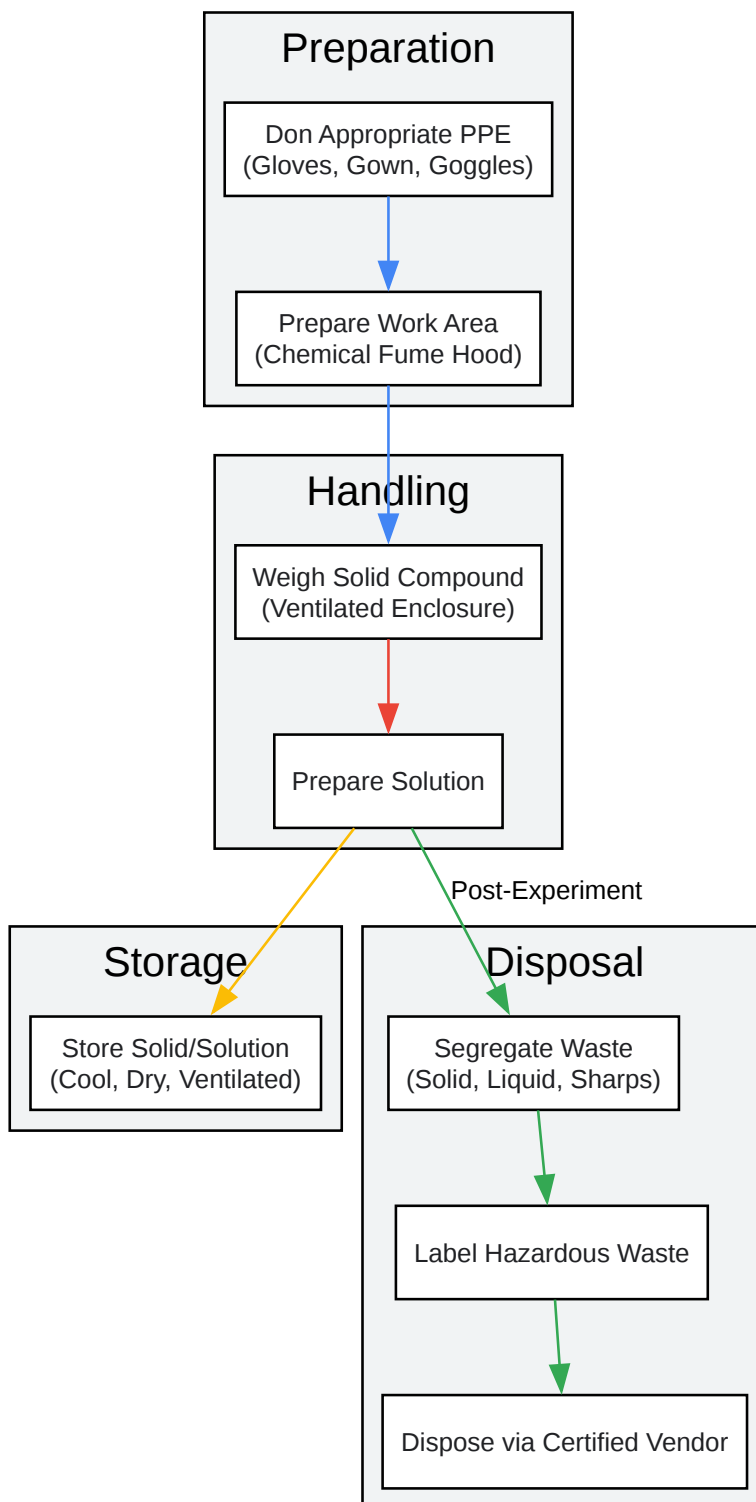 Preparation
Don Appropriate PPE
(Gloves, Gown, Goggles)
Prepare Work Area
(Chemical Fume Hood)
Handling
Weigh Solid Compound
(Ventilated Enclosure)
Prepare Solution
Post-Experiment
Storage
Store Solid/Solution
(Cool, Dry, Ventilated)
Disposal
Segregate Waste
(Solid, Liquid, Sharps)
Label Hazardous Waste
Dispose via Certified Vendor